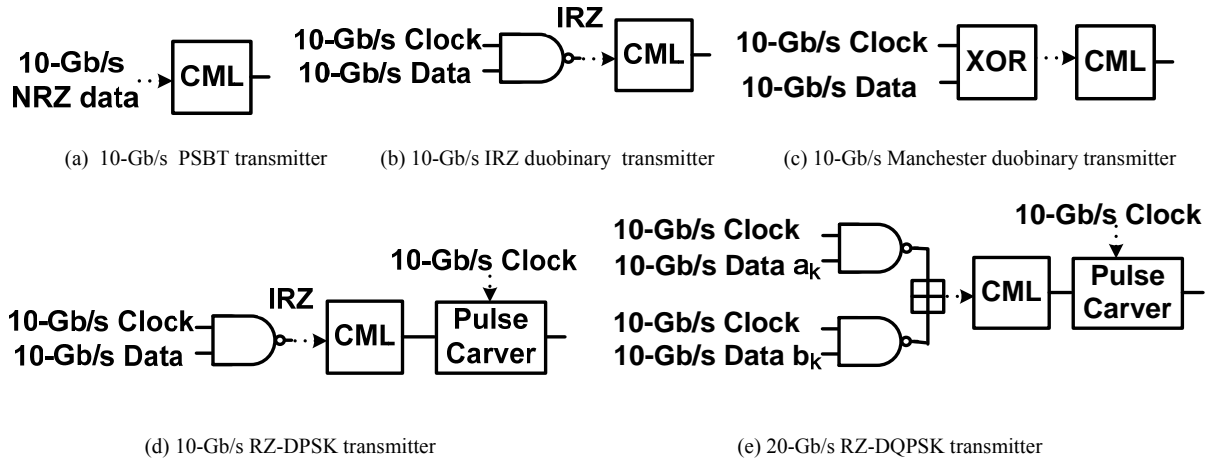 10-Gb/s
NRZ data
CML
(a) 10-Gb/s PSBT transmitter
IRZ
10-Gb/s Clock
10-Gb/s Data
CML
(b) 10-Gb/s IRZ duobinary transmitter
10-Gb/s Clock
10-Gb/s Data
XOR
CML
(c) 10-Gb/s Manchester duobinary transmitter
10-Gb/s Clock
IRZ
10-Gb/s Clock
10-Gb/s Data
CML
Pulse
Carver
(d) 10-Gb/s RZ-DPSK transmitter
10-Gb/s Clock
10-Gb/s Clock
10-Gb/s Data ak
10-Gb/s Clock
10-Gb/s Data bk
CML
Pulse
Carver
(e) 20-Gb/s RZ-DQPSK transmitter